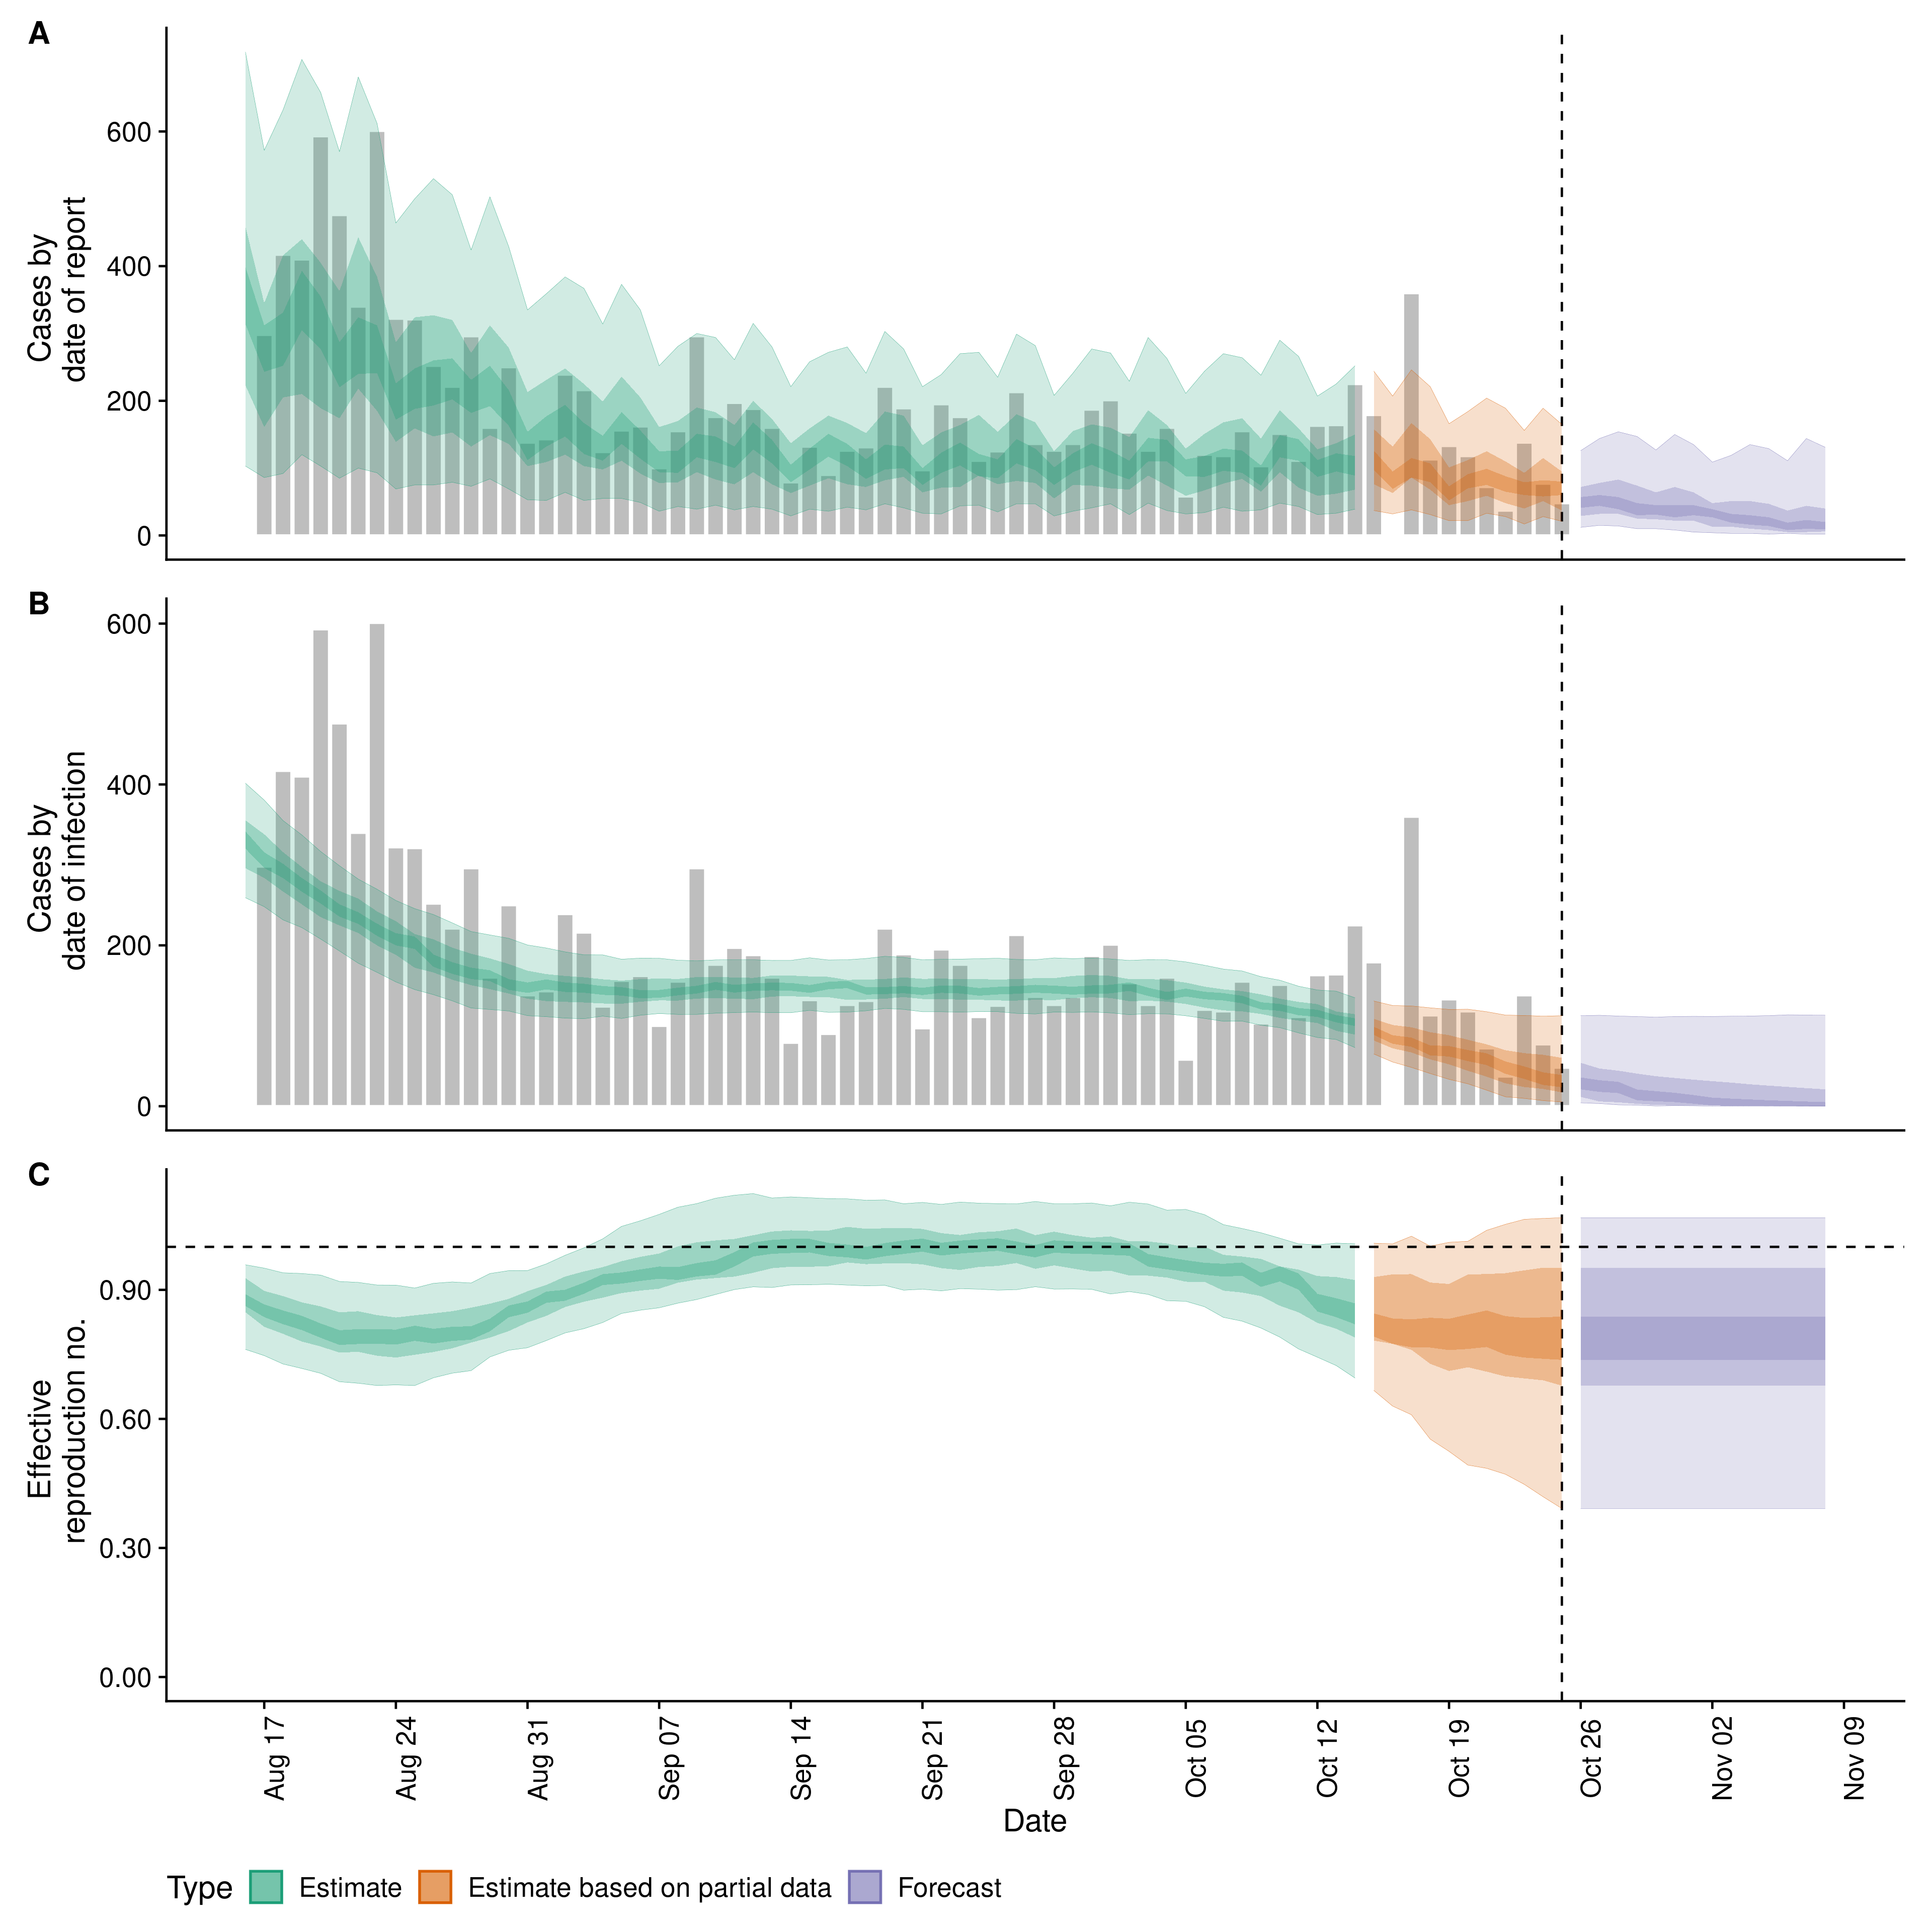 A
Cases by
date of report
600
400
200
0
B
Cases by
date of infection
600
400
200
0
C
Effective
reproduction no.
0.90
0.60
0.30
0.00
Aug 17
Aug 24
Aug 31
Sep 07
Sep 14
Sep 21
Sep 28
Oct 05
Oct 12
Oct 19
Oct 26
Nov 02
Nov 09
Date
Type Estimate Estimate based on partial data Forecast